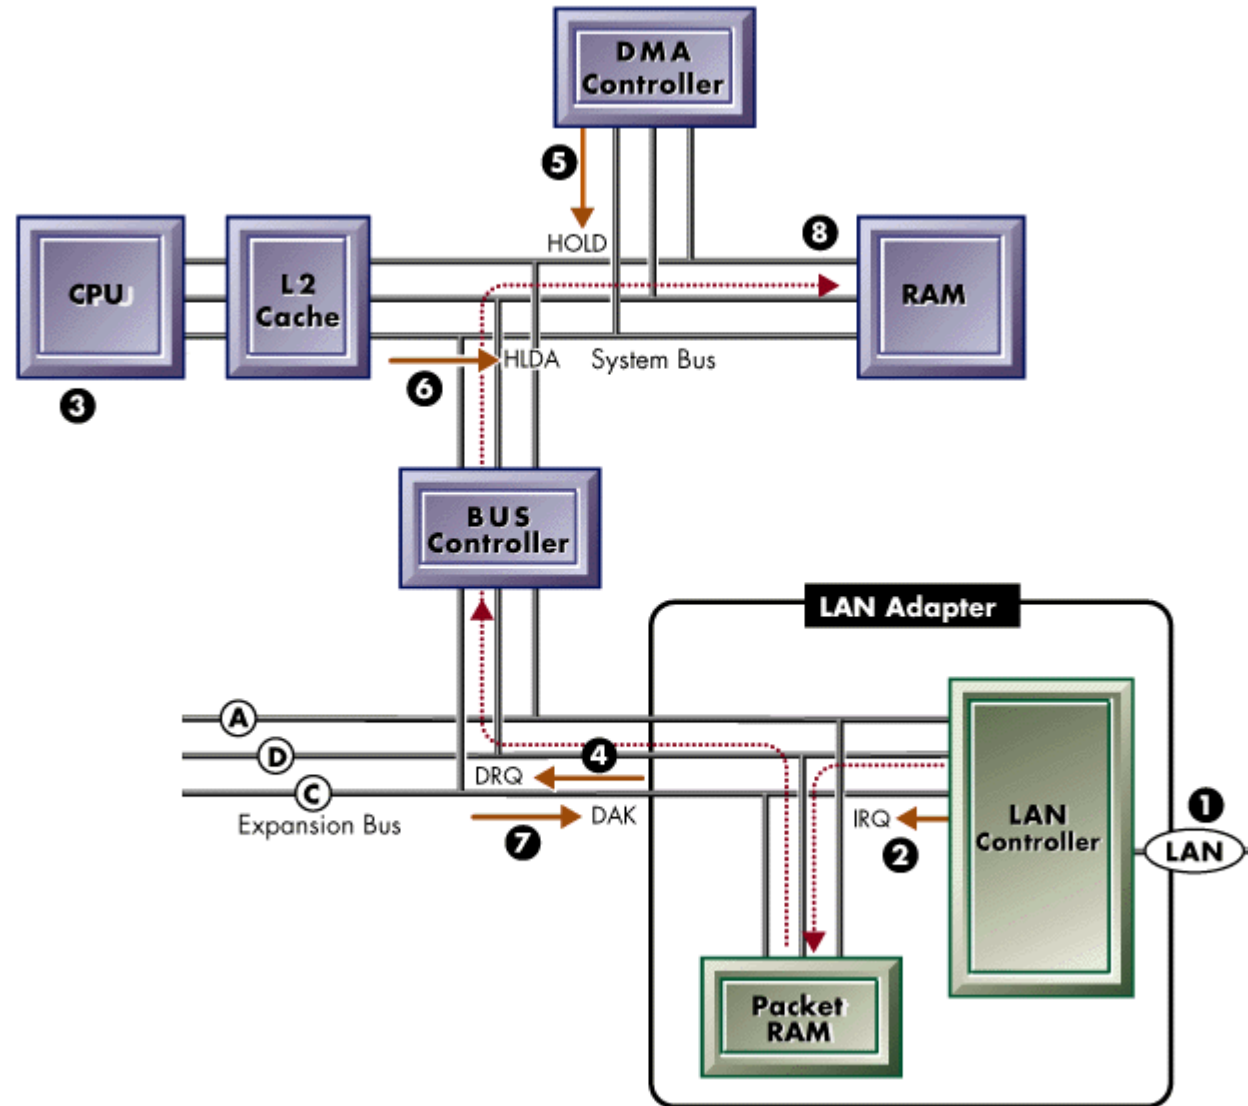 DMA
Controller
5
HOLD
8
CPU
L2
Cache
RAM
HLDA
System Bus
6
3
BUS
Controller
LAN Adapter
A
D
4
DRQ
C
Expansion Bus
7
DAK
IRQ
2
LAN
Controller
1
LAN
Packet
RAM